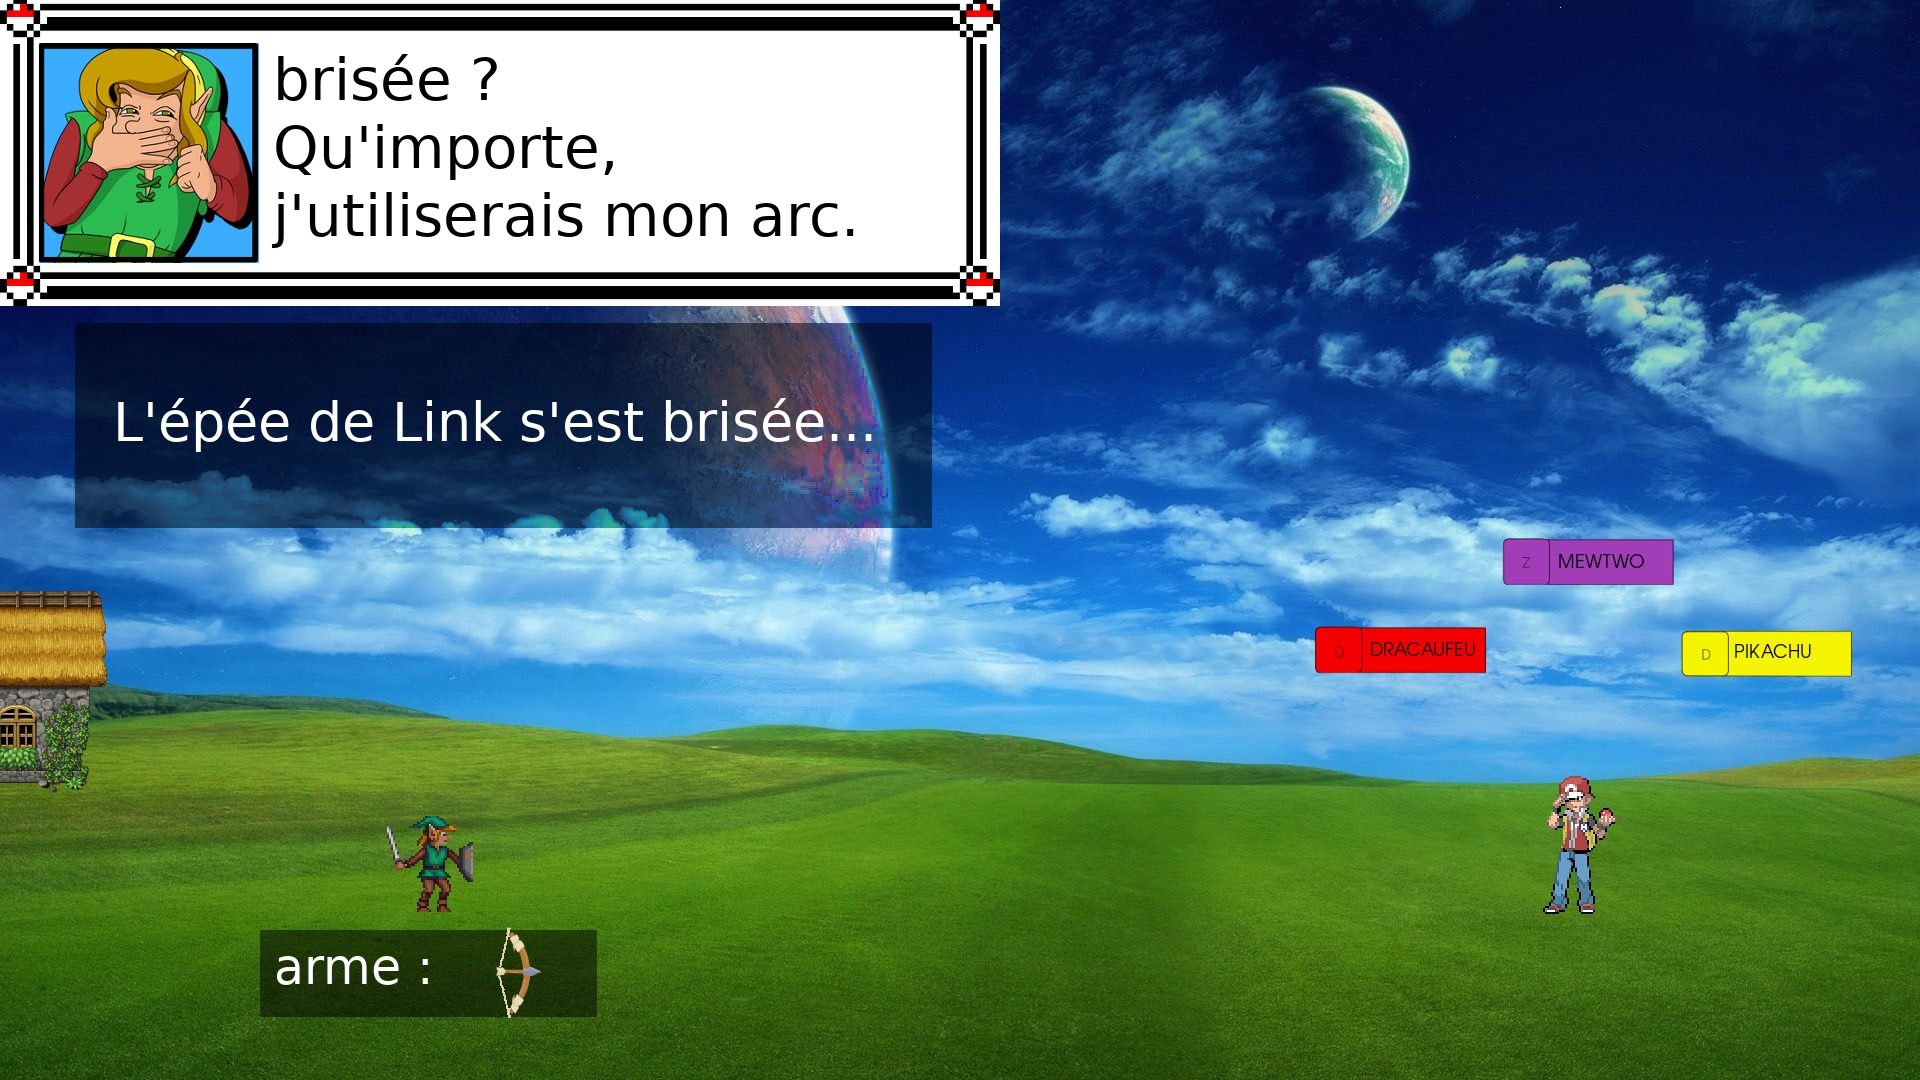 brisée ?
Qu'importe,
j'utiliserais mon arc.
L'épée de Link s'est brisée...
Z MEWTWO
Q DRACAUFEU
D PIKACHU
arme :